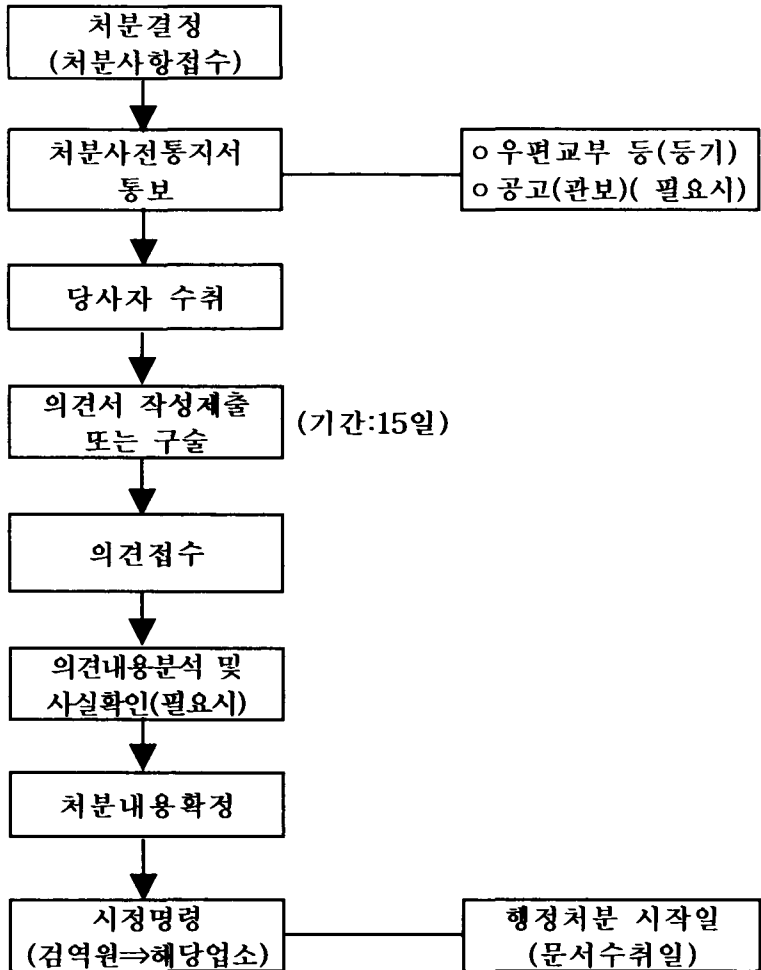 처분결정
(처분사항접수)
처분사전통지서
통보
ㅇ우편교부 등(등기)
ㅇ공고(관보)( 필요시)
당사자 수취
의견서 작성제출
또는 구술
(기간:15일)
의견접수
의견내용분석 및
사실확인(필요시)
처분내용확정
시정명령
(검역원⇒해당업소)
행정처분 시작일
(문서수취일)